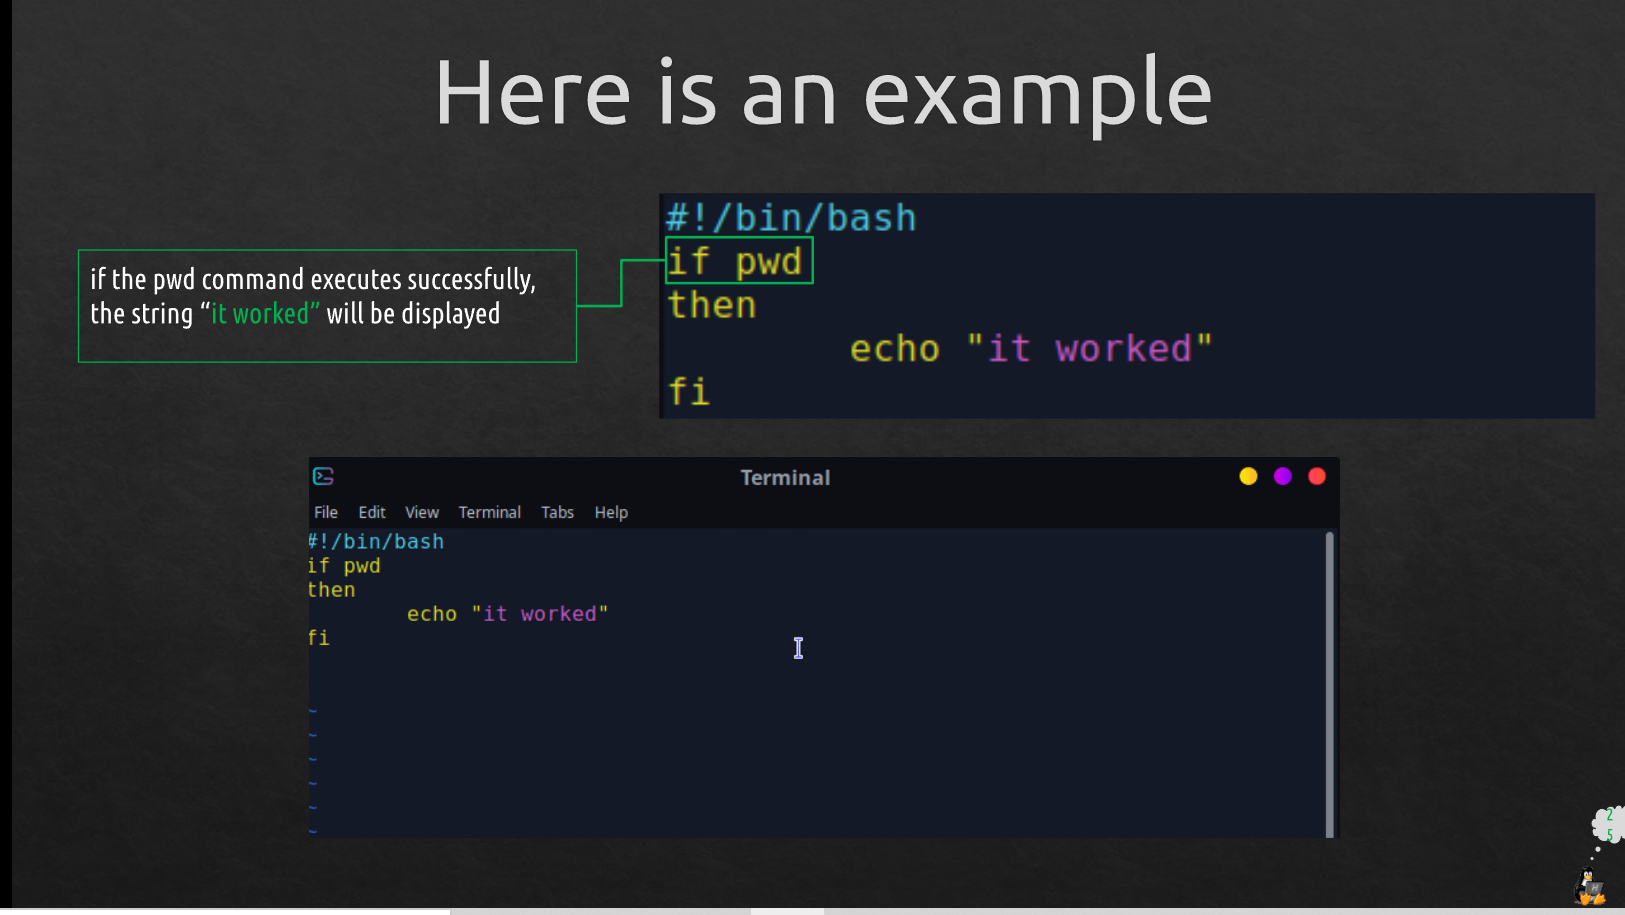 Here is an example
if the pwd command executes successfully,
the string “it worked” will be displayed
#!/bin/bash
if pwd
then
echo "it worked"
fi
Terminal
File Edit View Terminal Tabs Help
#!/bin/bash
if pwd
then
echo "it worked"
fi
~
~
~
~
~
~
2
5